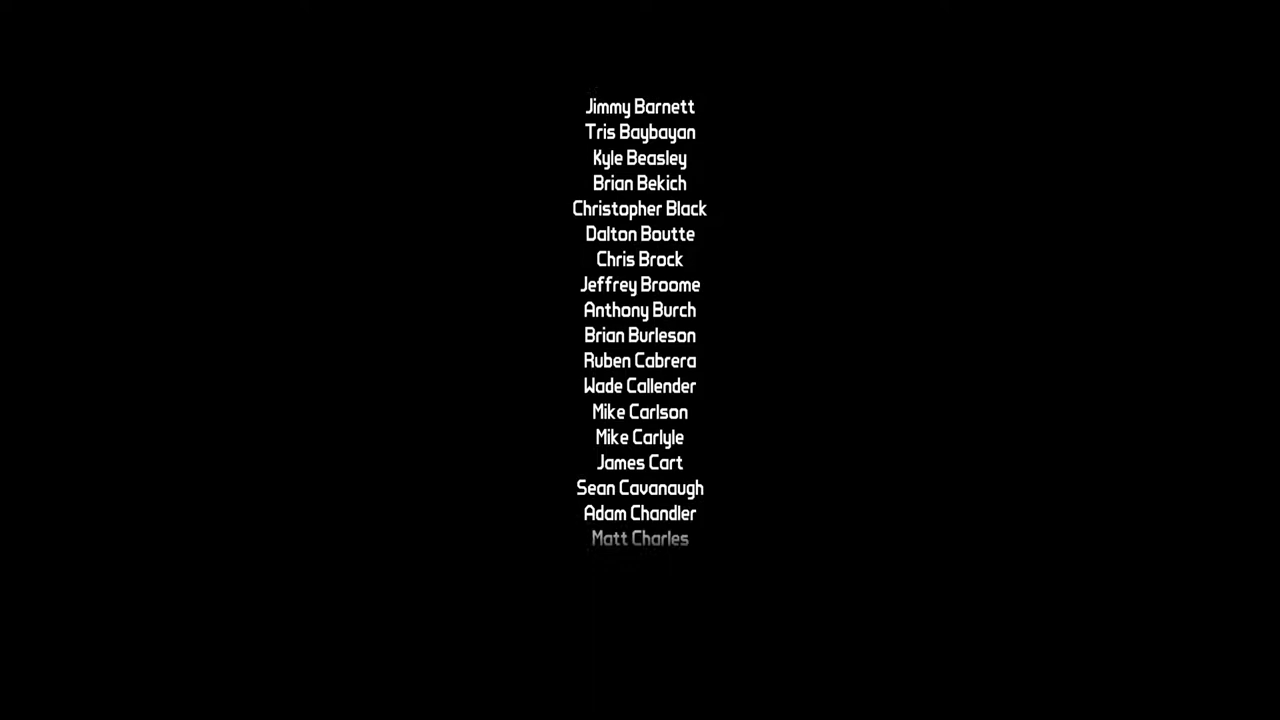 Jimmy Barnett
Tris Baybayan
Kyle Beasley
Brian Bekich
Christopher Black
Dalton Boutte
Chris Brock
Jeffrey Broome
Anthony Burch
Brian Burleson
Ruben Cabrera
Wade Callender
Mike Carlson
Mike Carlyle
James Cart
Sean Cavanaugh
Adam Chandler
Matt Charles